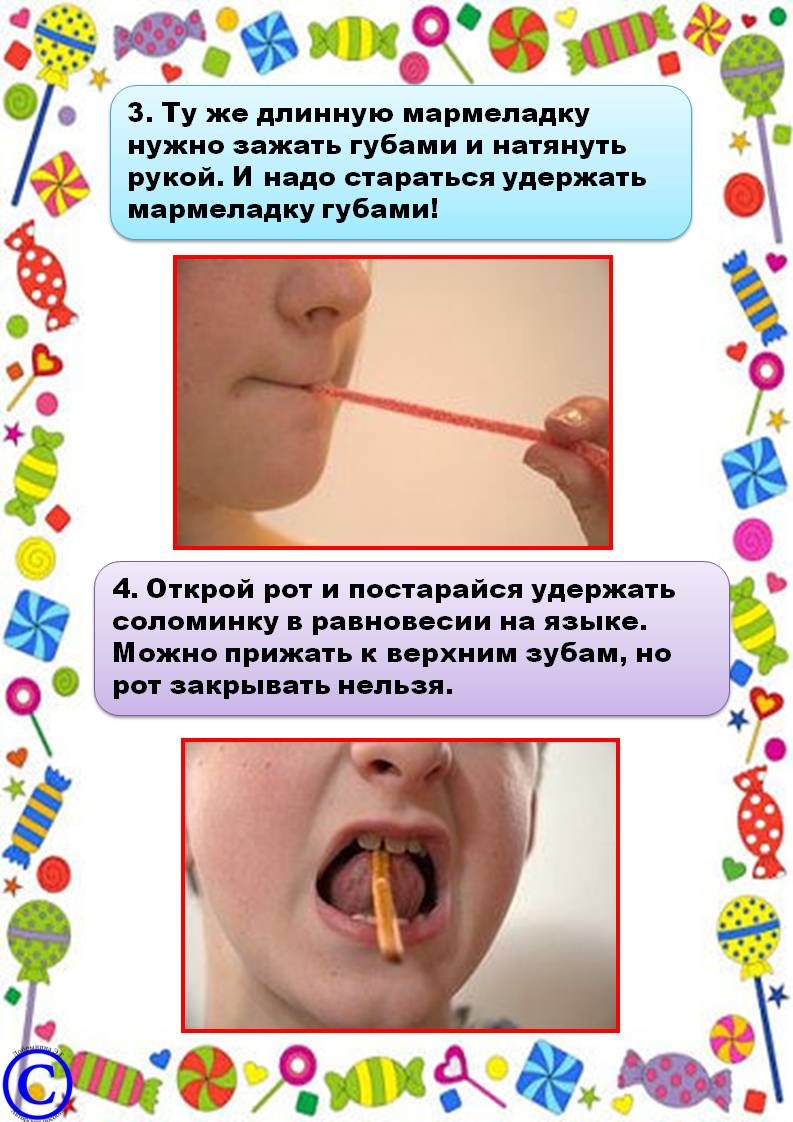 3. Ту же длинную мармеладку
нужно зажать губами и натянуть
рукой. И надо стараться удержать
мармеладку губами!
4. Открой рот и постарайся удержать
соломинку в равновесии на языке.
Можно прижать к верхним зубам, но
рот закрывать нельзя.
©